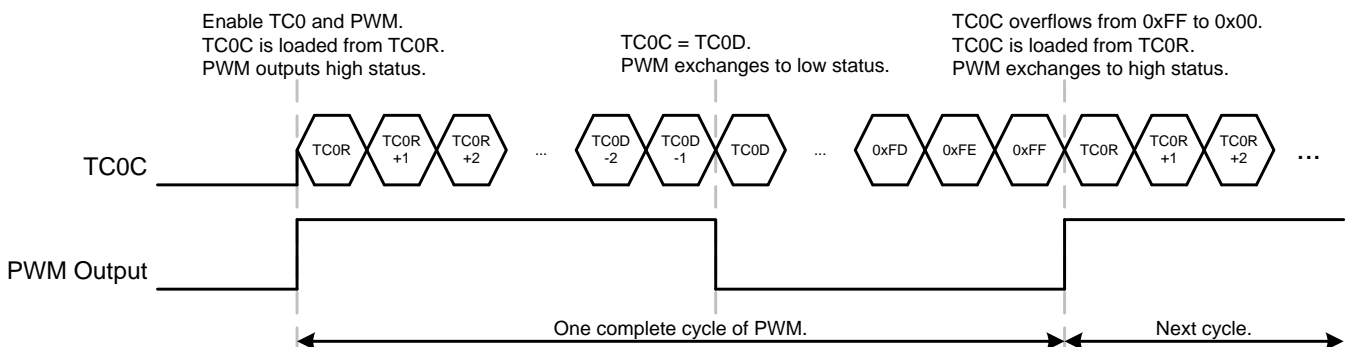 Enable TC0 and PWM.
TC0C is loaded from TC0R.
PWM outputs high status.
TC0C = TC0D.
PWM exchanges to low status.
TC0C overflows from 0xFF to 0x00.
TC0C is loaded from TC0R.
PWM exchanges to high status.
TC0C
TC0R
TC0R
+1
TC0R
+2
...
TC0D
-2
TC0D
-1
TC0D
...
0xFD
0xFE
0xFF
TC0R
TC0R
+1
TC0R
+2
...
PWM Output
One complete cycle of PWM.
Next cycle.